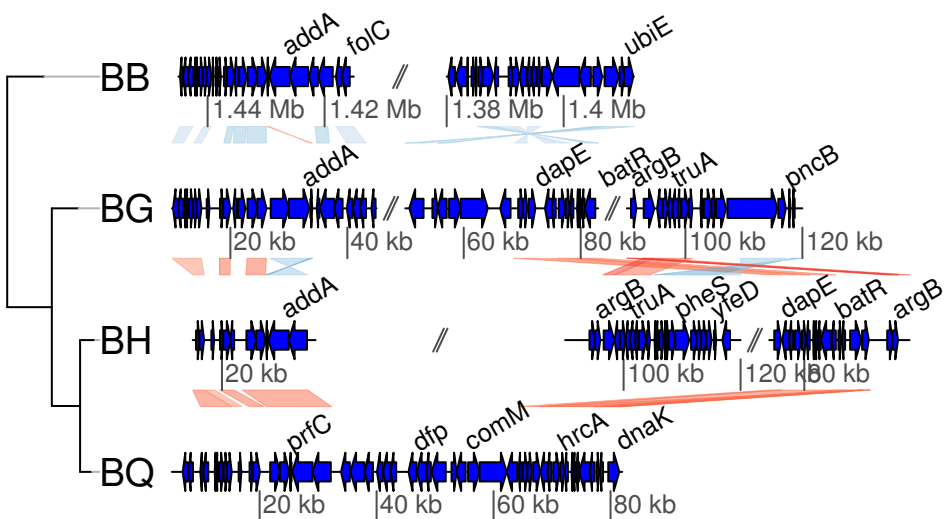 addA folC ubiE
BB
1.44 Mb 1.42 Mb 1.38 Mb 1.4 Mb
addA dapE batR argB truA pncB
BG
20 kb 40 kb 60 kb 80 kb 100 kb 120 kb
addA argB truA pheS yfeD dapE batR argB
BH
20 kb 100 kb 120 kb 80 kb
prfC dfp comM hrcA dnaK
BQ
20 kb 40 kb 60 kb 80 kb